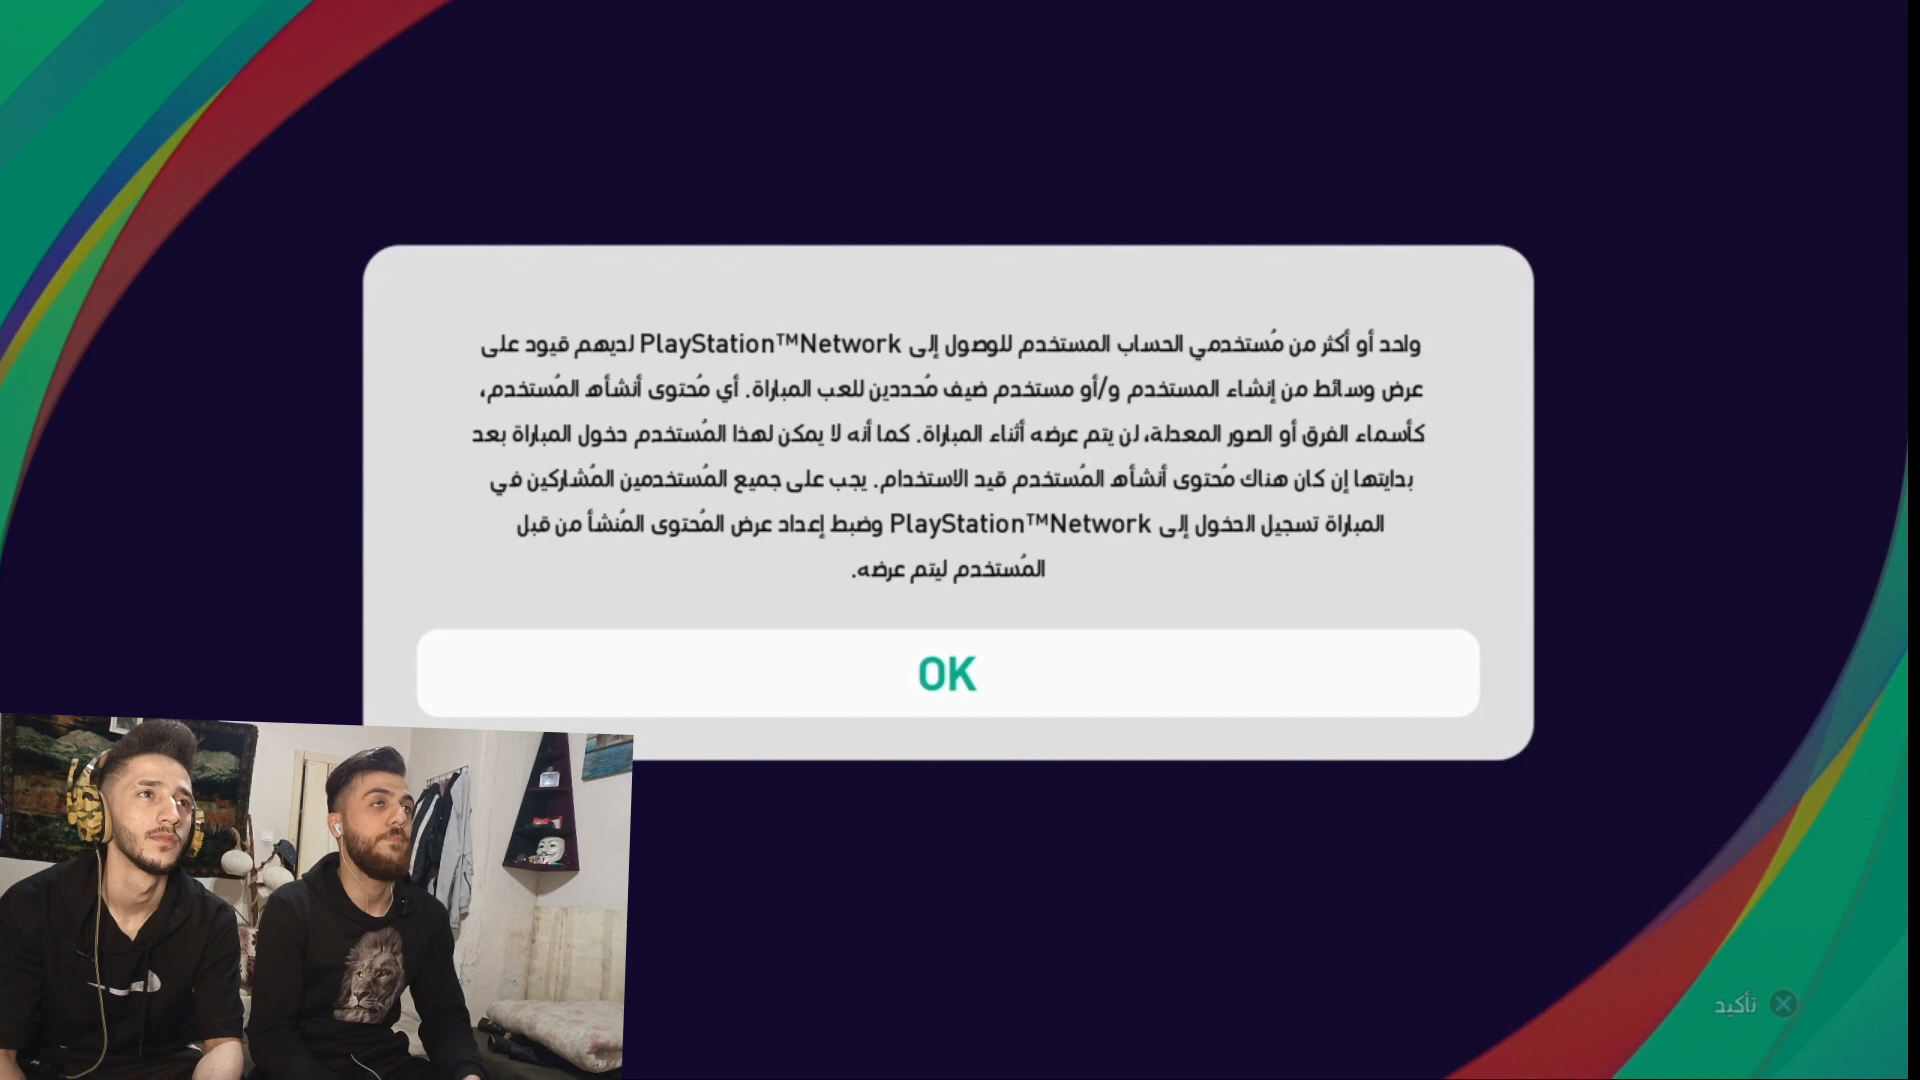 واحد أو أكثر من مُستخدمي الحساب المستخدم للوصول إلى PlayStation™Network لديهم قيود على
عرض وسائط من إنشاء المستخدم و/أو مستخدم ضيف مُحددين للعب المباراة. أي مُحتوى أنشأه المُستخدم،
كأسماء الفرق أو الصور المعدلة، لن يتم عرضه أثناء المباراة. كما أنه لا يمكن لهذا المُستخدم دخول المباراة بعد
بدايتها إن كان هناك مُحتوى أنشأه المُستخدم قيد الاستخدام. يجب على جميع المُستخدمين المُشاركين في
المباراة تسجيل الدخول إلى PlayStation™Network وضبط إعداد عرض المُحتوى المُنشأ من قبل
المُستخدم ليتم عرضه.
OK
تأكيد